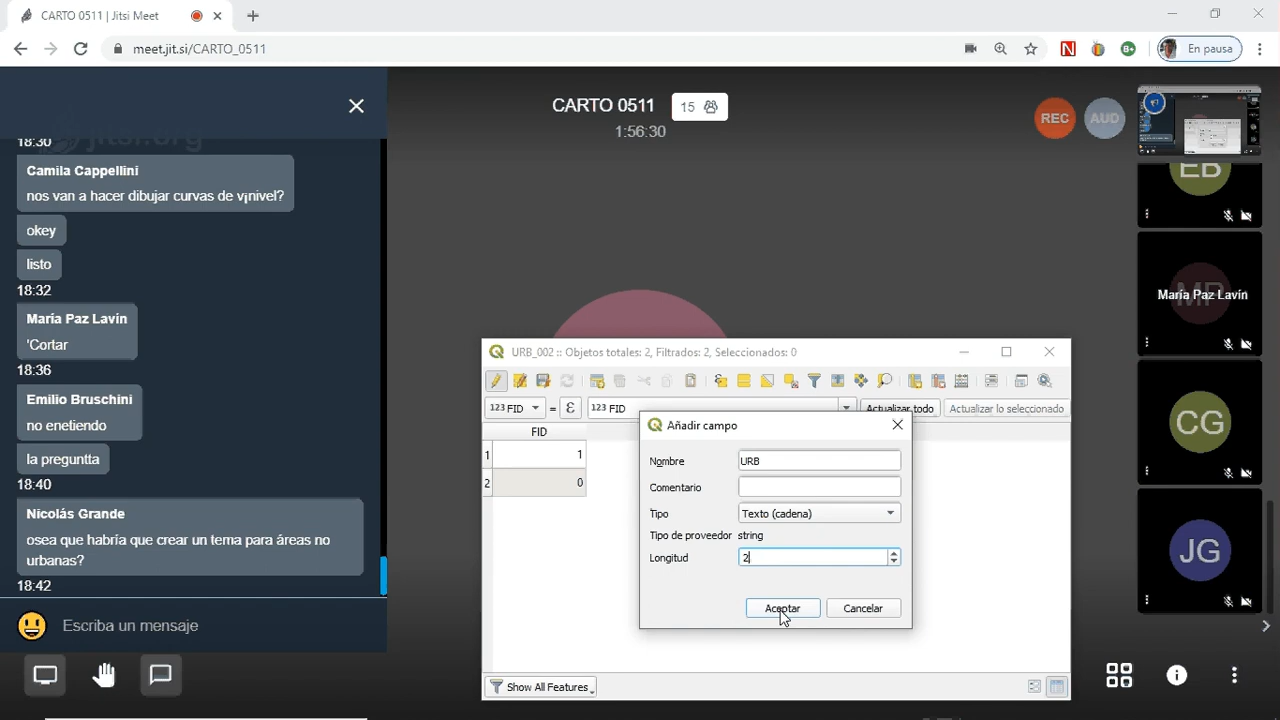 CARTO 0511 | Jitsi Meet
meet.jit.si/CARTO_0511
N
En pausa
CARTO 0511
15
1:56:30
REC
AUD
jitsi.org
18:30
Camila Cappellini
nos van a hacer dibujar curvas de v¡nivel?
okey
listo
18:32
María Paz Lavín
'Cortar
18:36
Emilio Bruschini
no enetiendo
la preguntta
18:40
Nicolás Grande
osea que habría que crear un tema para áreas no
urbanas?
18:42
Escriba un mensaje
EB
MP
María Paz Lavín
CG
JG
URB_002 :: Objetos totales: 2, Filtrados: 2, Seleccionados: 0
123 FID
=
ε
123 FID
Actualizar todo
Actualizar lo seleccionado
FID
1 1
2 0
Añadir campo
Nombre URB
Comentario
Tipo Texto (cadena)
Tipo de proveedor string
Longitud 2
Aceptar
Cancelar
Show All Features